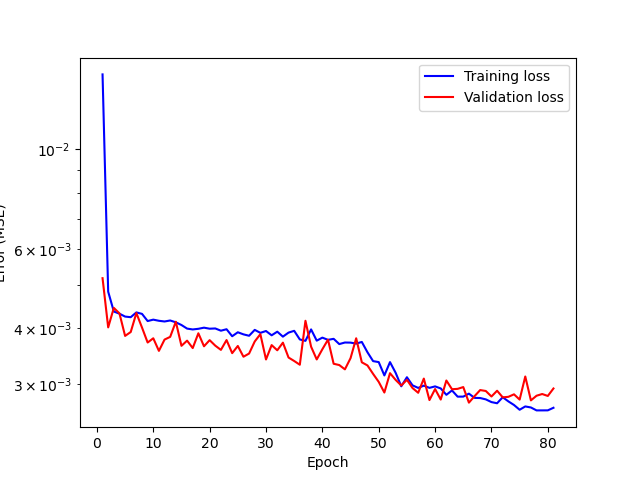 Training loss
Validation loss
10⁻²
6 × 10⁻³
4 × 10⁻³
3 × 10⁻³
0 10 20 30 40 50 60 70 80
Epoch
(MSE)